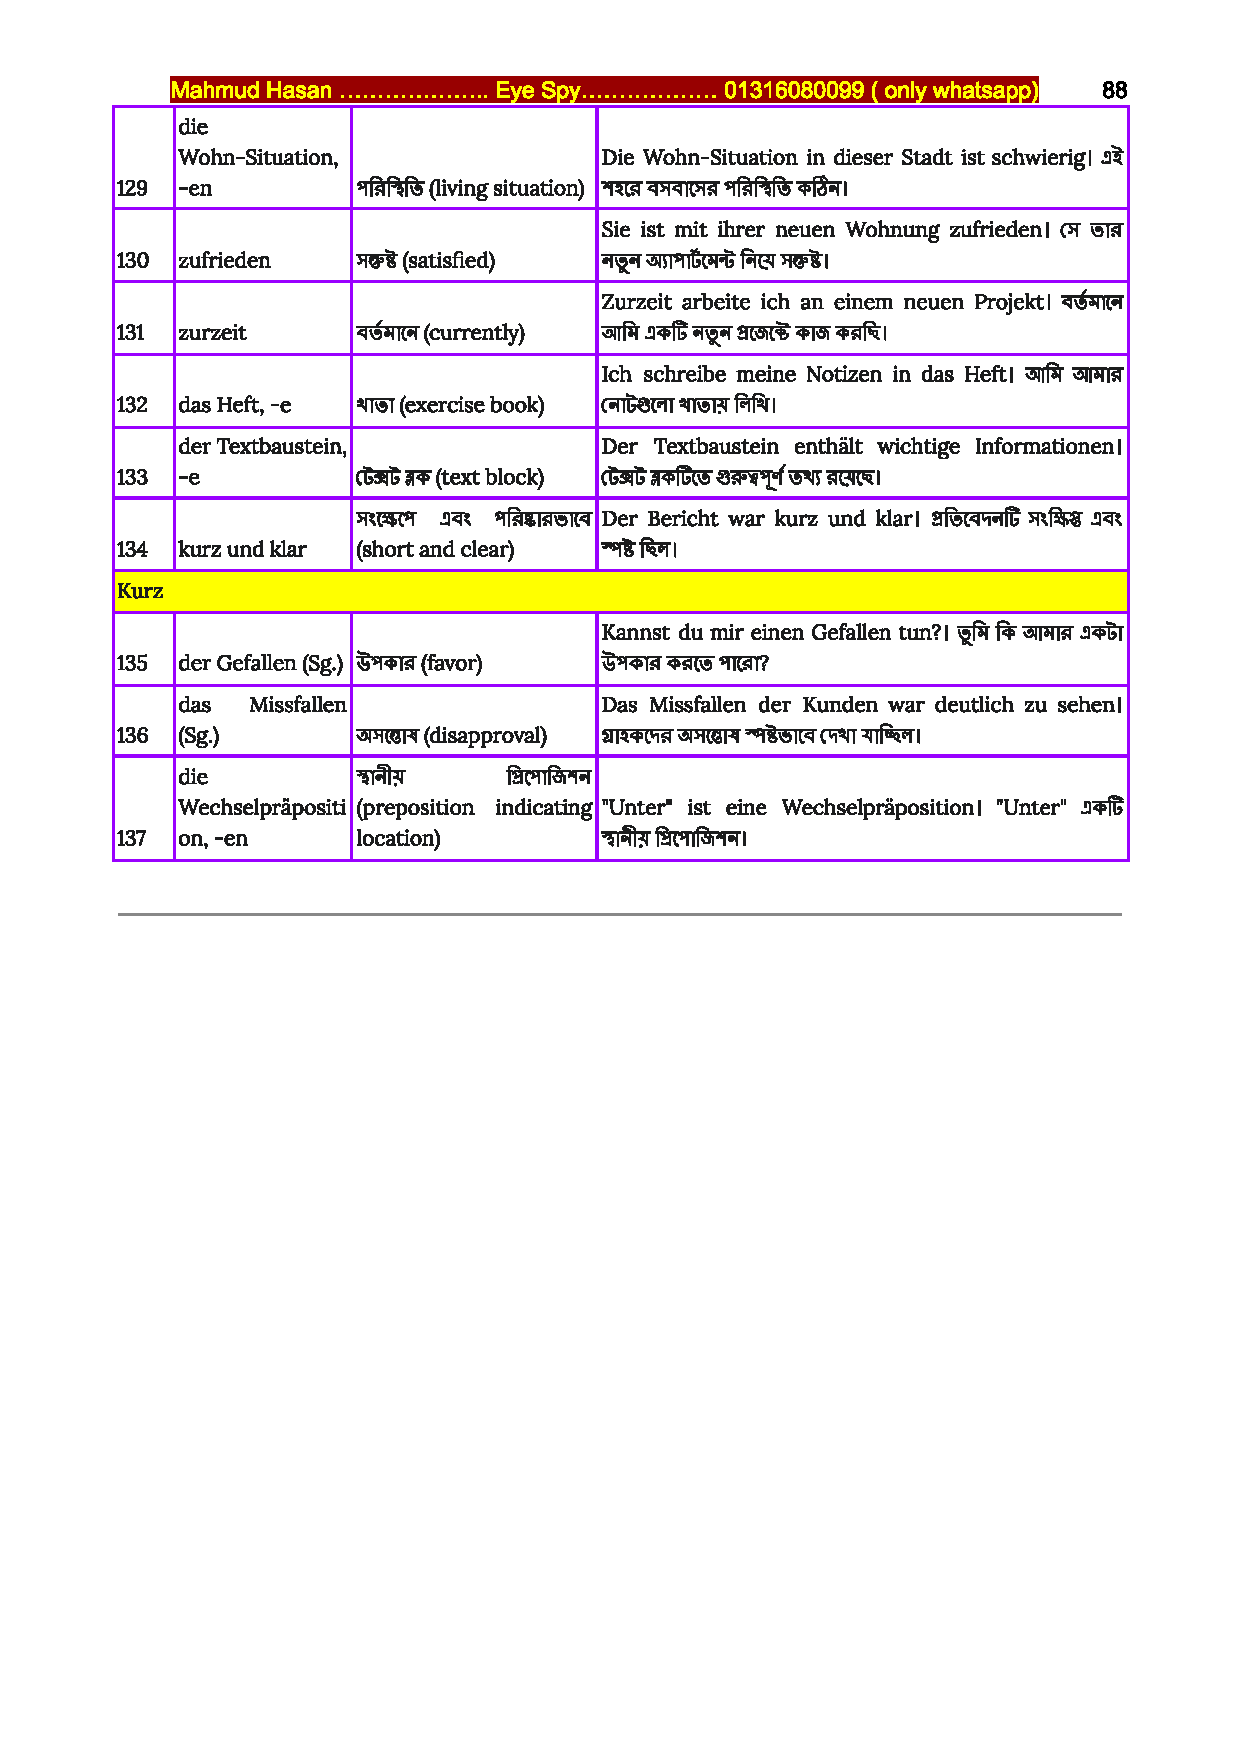 Mahmud Hasan ……………….. Eye Spy……………… 01316080099 ( only whatsapp) 88
die
Wohn-Situation, Die Wohn-Situation in dieser Stadt ist schwierig। এই
129 -en পরিস্থিতি (living situation) শহরে বসবাসের পরিস্থিতি কঠিন।
Sie ist mit ihrer neuen Wohnung zufrieden। সে তার
130 zufrieden সন্তুষ্ট (satisfied) নতুন অ্যাপার্টমেন্ট নিয়ে সন্তুষ্ট।
Zurzeit arbeite ich an einem neuen Projekt। বর্তমানে
131 zurzeit বর্তমানে (currently) আমি একটি নতুন প্রজেক্টে কাজ করছি।
Ich schreibe meine Notizen in das Heft। আমি আমার
132 das Heft, -e খাতা (exercise book) নোটগুলো খাতায় লিখি।
der Textbaustein, Der Textbaustein enthält wichtige Informationen।
133 -e টেক্সট ব্লক (text block) টেক্সট ব্লকটিতে গুরুত্বপূর্ণ তথ্য রয়েছে।
সংক্ষেপে এবং পরিষ্কারভাবে Der Bericht war kurz und klar। প্রতিবেদনটি সংক্ষিপ্ত এবং
134 kurz und klar (short and clear) স্পষ্ট ছিল।
Kurz
Kannst du mir einen Gefallen tun?। তুমি কি আমার একটা
135 der Gefallen (Sg.) উপকার (favor) উপকার করতে পারো?
das Missfallen Das Missfallen der Kunden war deutlich zu sehen।
136 (Sg.) অসন্তোষ (disapproval) গ্রাহকদের অসন্তোষ স্পষ্টভাবে দেখা যাচ্ছিল।
die স্থানীয় প্রিপোজিশন
Wechselpräpositi (preposition indicating "Unter" ist eine Wechselpräposition। "Unter" একটি
137 on, -en location) স্থানীয় প্রিপোজিশন।